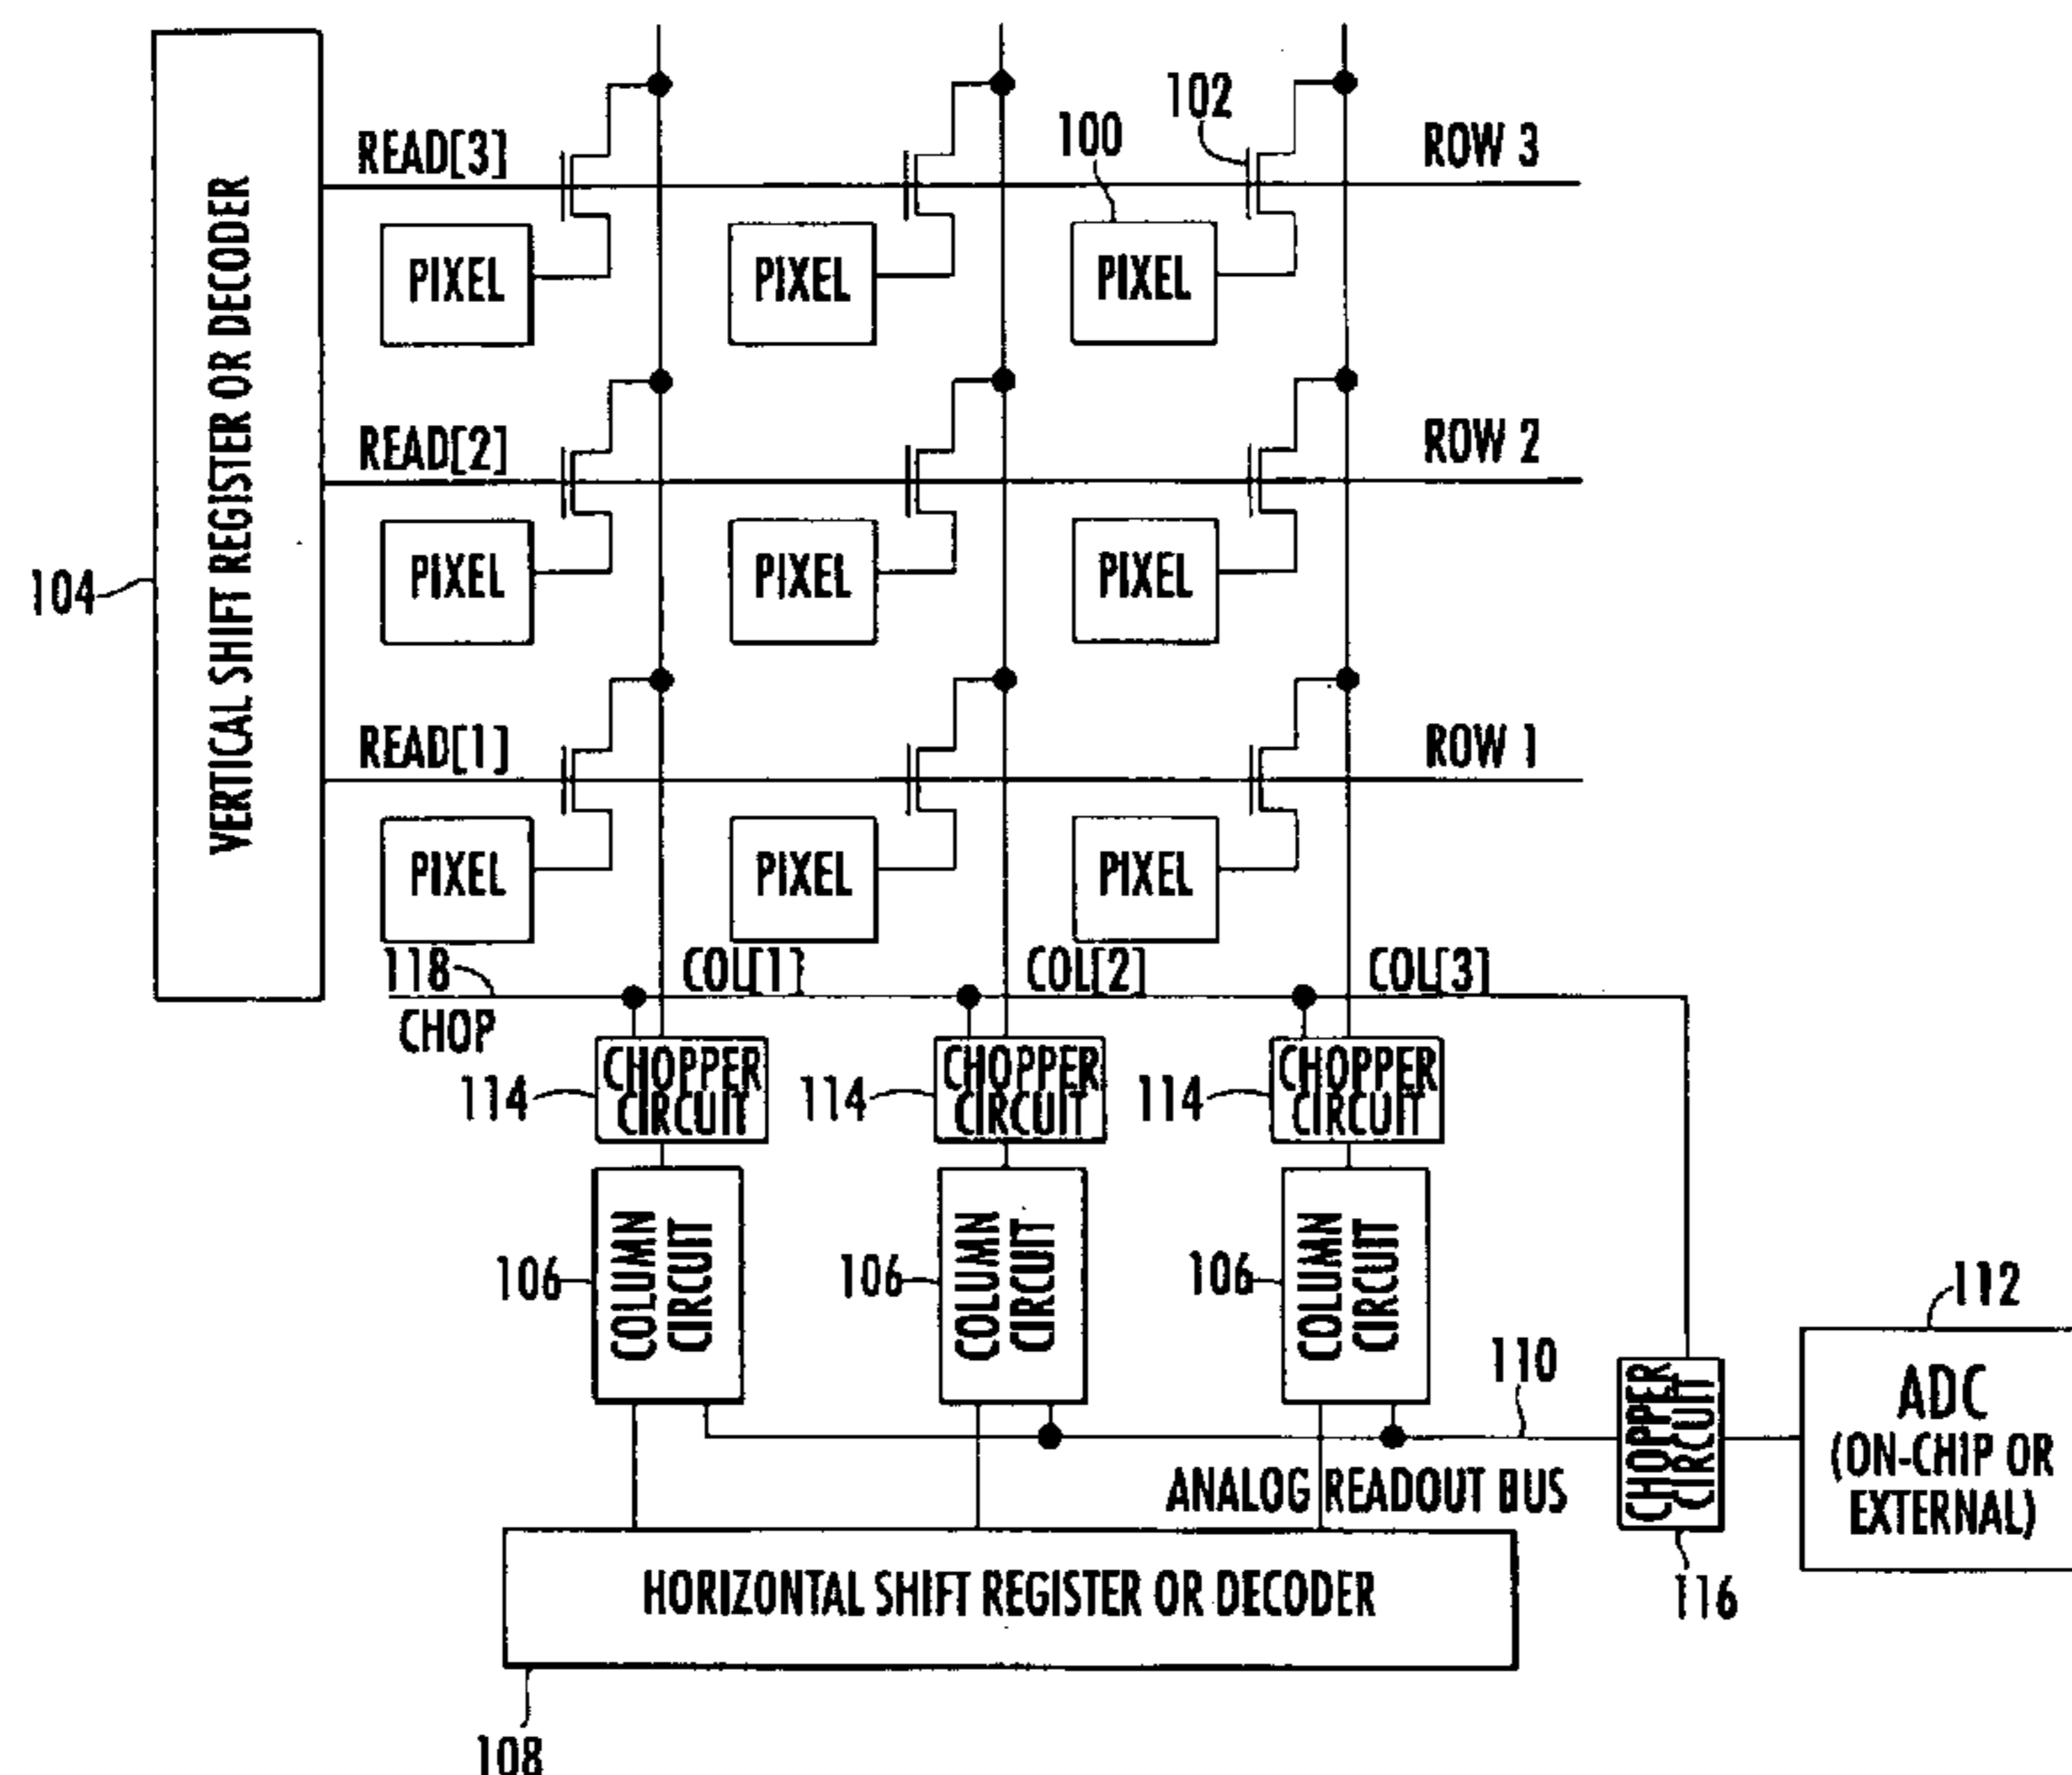 102
100
READ[3]
ROW 3
PIXEL
PIXEL
PIXEL
VERTICAL SHIFT REGISTER OR DECODER
READ[2]
ROW 2
104
PIXEL
PIXEL
PIXEL
READ[1]
ROW 1
PIXEL
PIXEL
PIXEL
118
COL[1]
COL[2]
COL[3]
CHOP
114
CHOPPER
CIRCUIT
114
CHOPPER
CIRCUIT
114
CHOPPER
CIRCUIT
106
COLUMN
CIRCUIT
106
COLUMN
CIRCUIT
106
COLUMN
CIRCUIT
110
112
CHOPPER
CIRCUIT
ADC
(ON-CHIP OR
EXTERNAL)
ANALOG READOUT BUS
116
HORIZONTAL SHIFT REGISTER OR DECODER
108